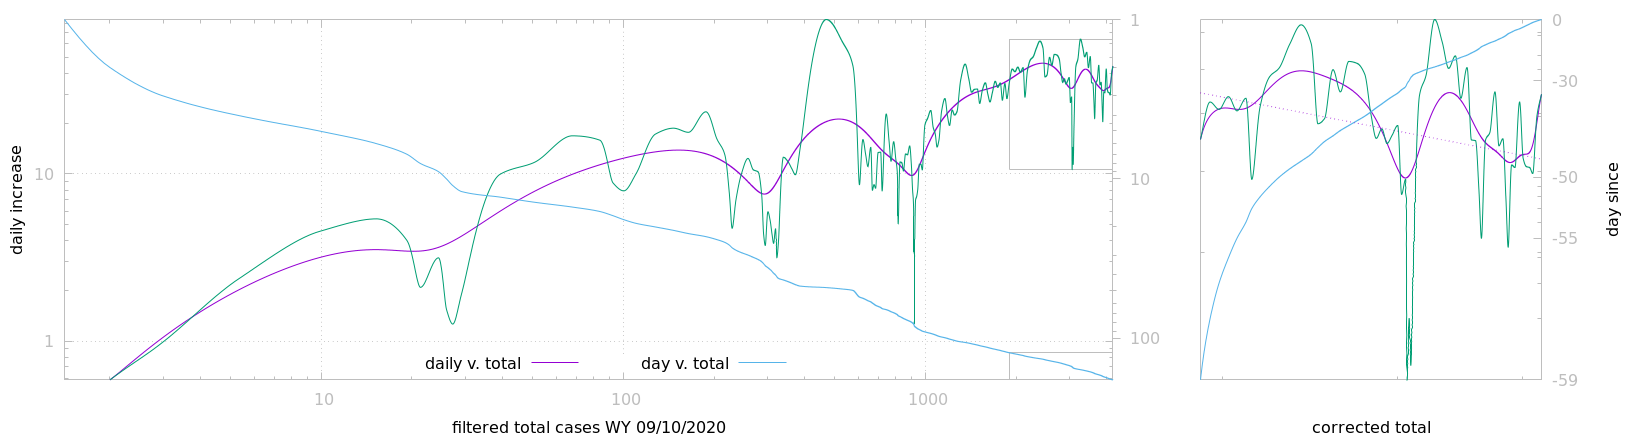 daily increase
10
1
daily v. total
day v. total
10
100
1000
filtered total cases WY 09/10/2020
1
10
100
0
-30
-50
-55
-59
day since
corrected total